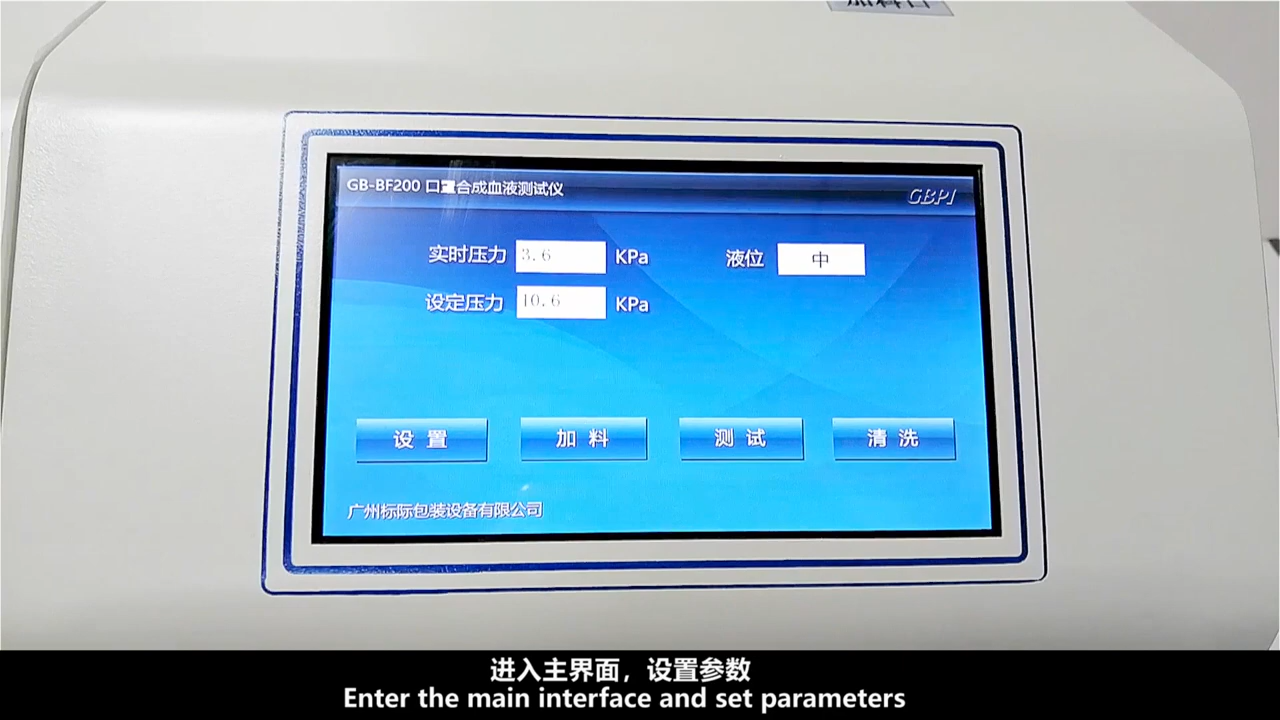 加料口
GB-BF200 口罩合成血液测试仪
GBPI
实时压力 3.6 KPa 液位 中
设定压力 10.6 KPa
设置 加料 测试 清洗
广州标际包装设备有限公司
进入主界面，设置参数
Enter the main interface and set parameters